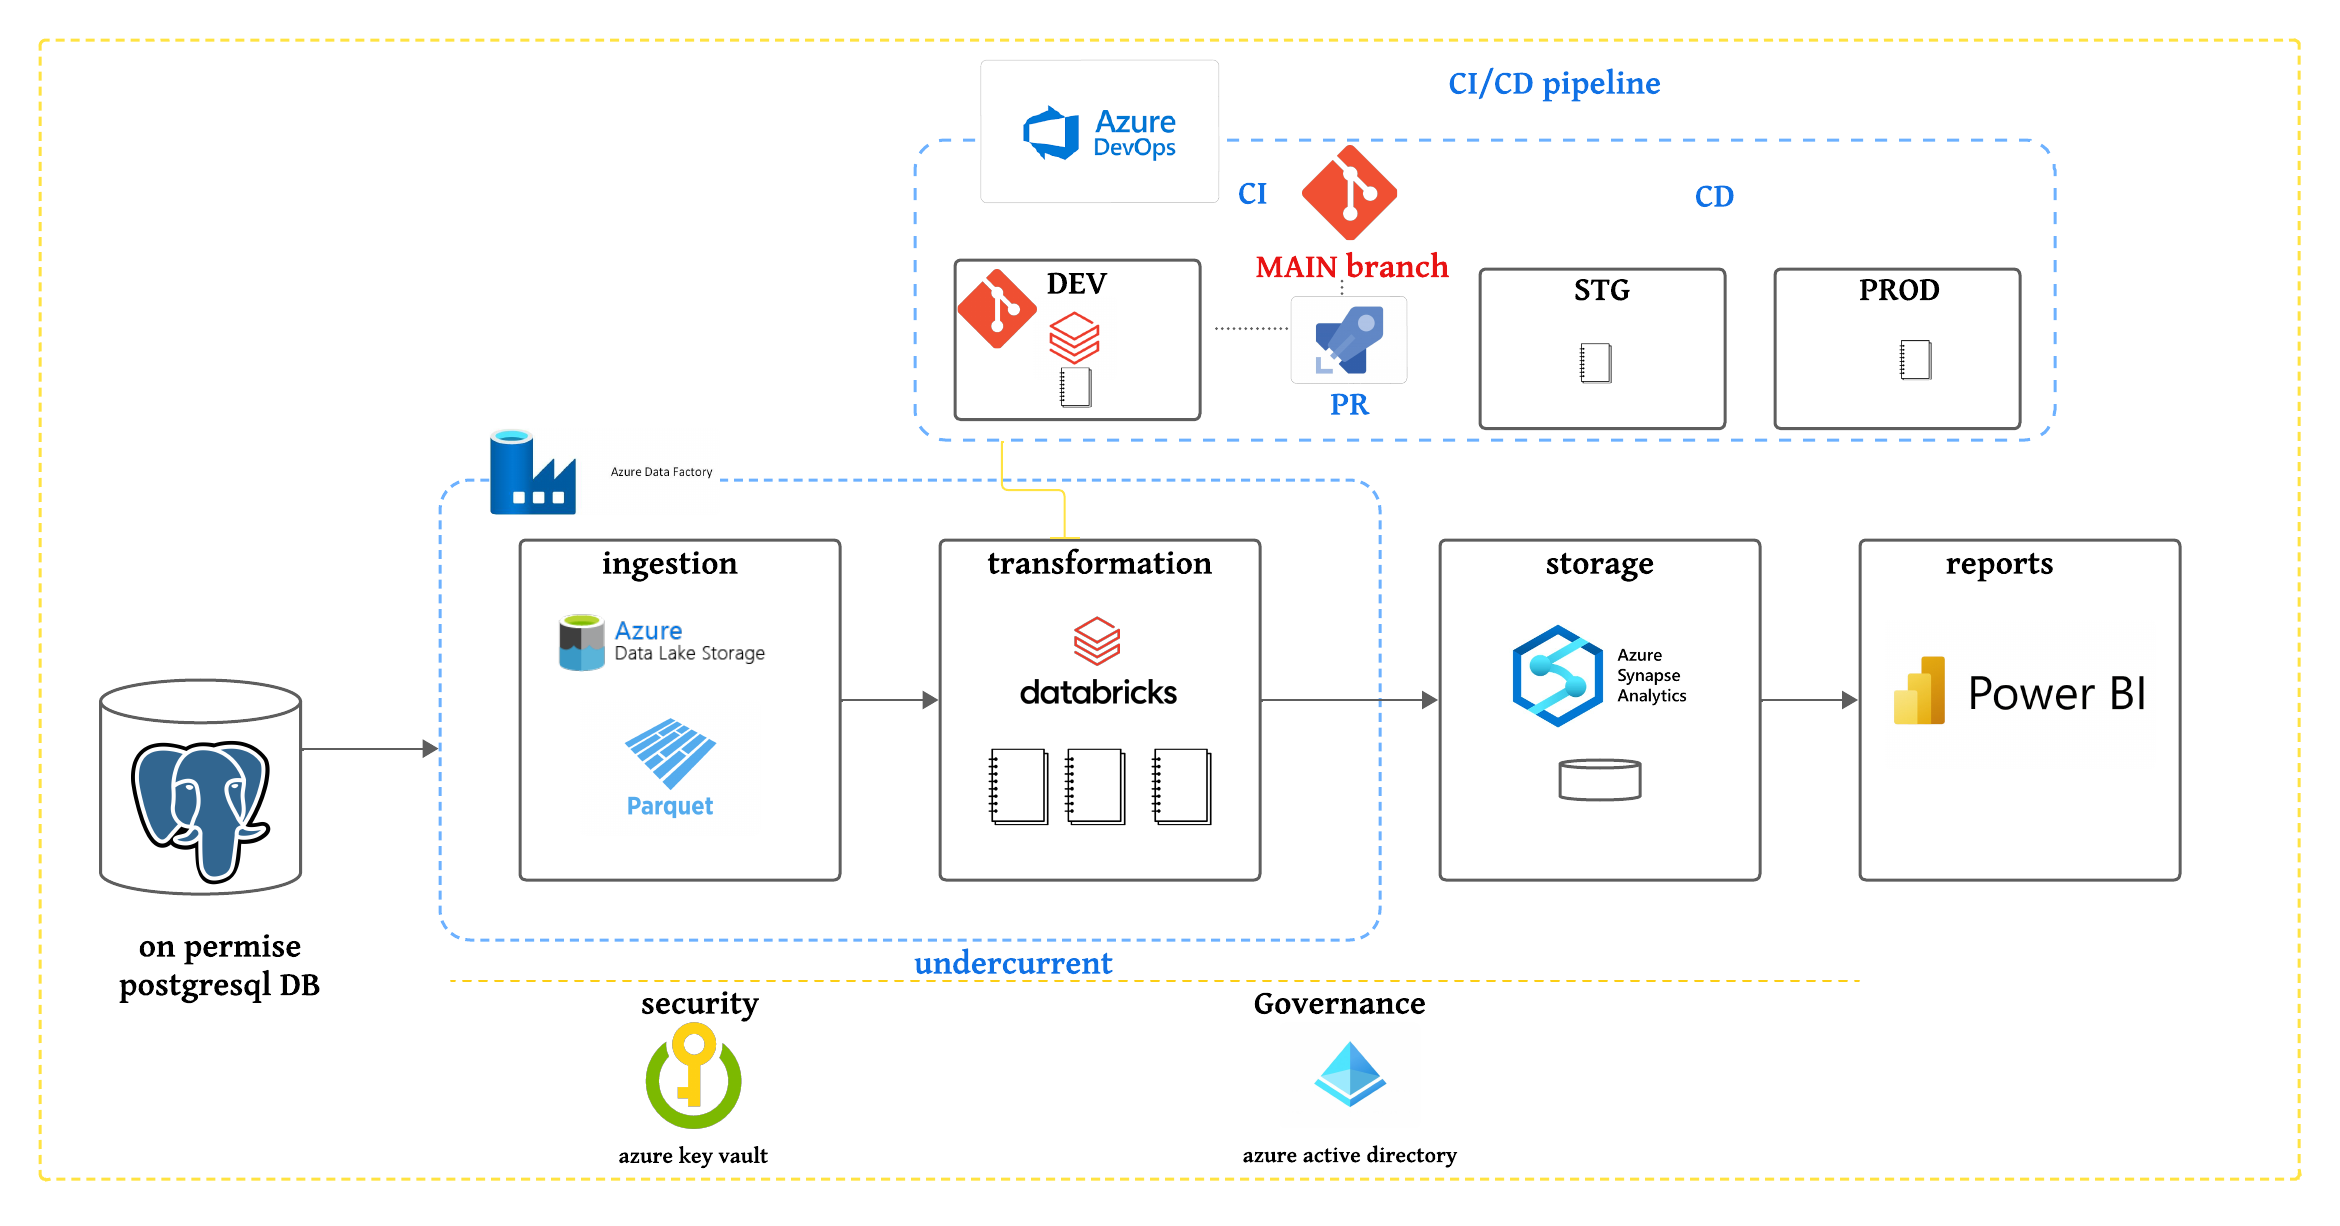 CI/CD pipeline
Azure
DevOps
CI
CD
MAIN branch
DEV
STG
PROD
PR
Azure Data Factory
ingestion
Azure
Data Lake Storage
Parquet
transformation
databricks
storage
Azure
Synapse
Analytics
reports
Power BI
on permise
postgresql DB
undercurrent
security
Governance
azure key vault
azure active directory